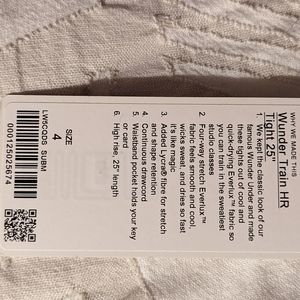 WHY WE MADE THIS
Wunder Train HR
Tight 25"
1. We kept the classic look of our
famous Wunder Under and made
these tights out of cool and
quick-drying Everlux™ fabric so
you can train in the sweatiest
studio classes
2. Four-way stretch Everlux™
fabric feels smooth and cool,
wicks sweat, and dries so fast
it's like magic
3. Added Lycra® fibre for stretch
and shape retention
4. Continuous drawcord
5. Waistband pocket holds your key
or card
6. High rise, 25" length
SIZE
4
LW5CQDS SUBM
000125025674